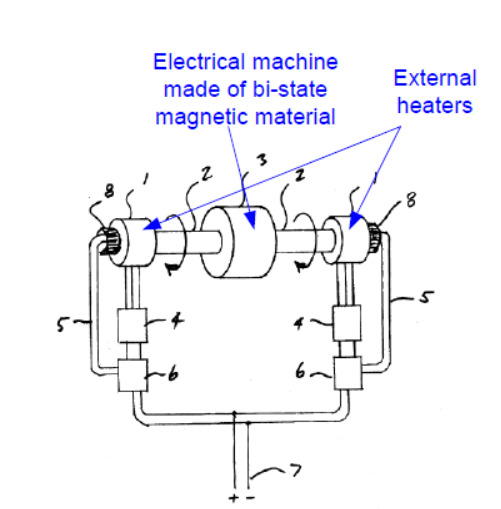 Electrical machine
made of bi-state
magnetic material
External
heaters
8 1 2 3 2 1 8
5 4 4 5
6 6
7
+ -